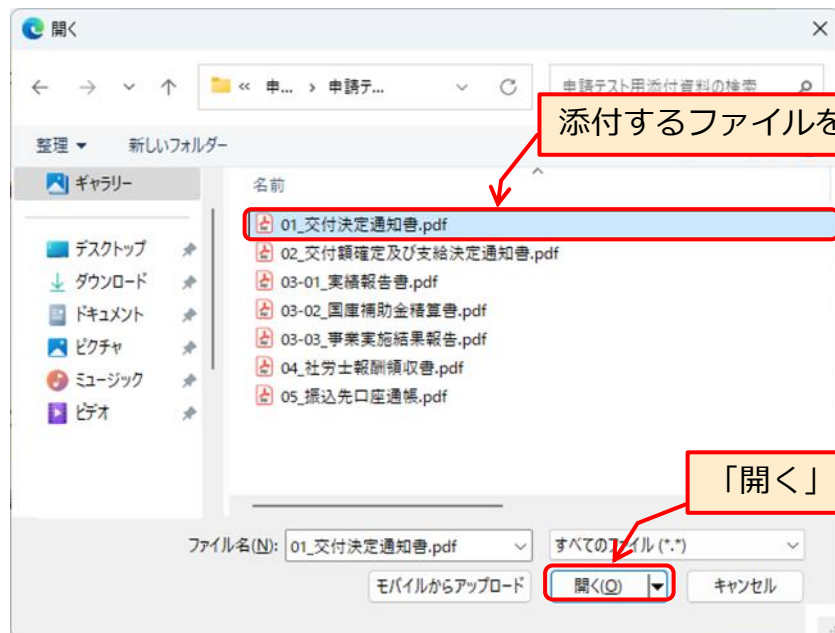 開く
申... › 申請テ...
申請テスト用添付資料の検索
添付するファイルを
整理
新しいフォルダー
ギャラリー
名前
デスクトップ
ダウンロード
ドキュメント
ピクチャ
ミュージック
ビデオ
01_交付決定通知書.pdf
02_交付額確定及び支給決定通知書.pdf
03-01_実績報告書.pdf
03-02_国庫補助金精算書.pdf
03-03_事業実施結果報告.pdf
04_社労士報酬領収書.pdf
05_振込先口座通帳.pdf
「開く」
ファイル名(N): 01_交付決定通知書.pdf
すべてのファイル (*.*)
モバイルからアップロード
開く(O)
キャンセル